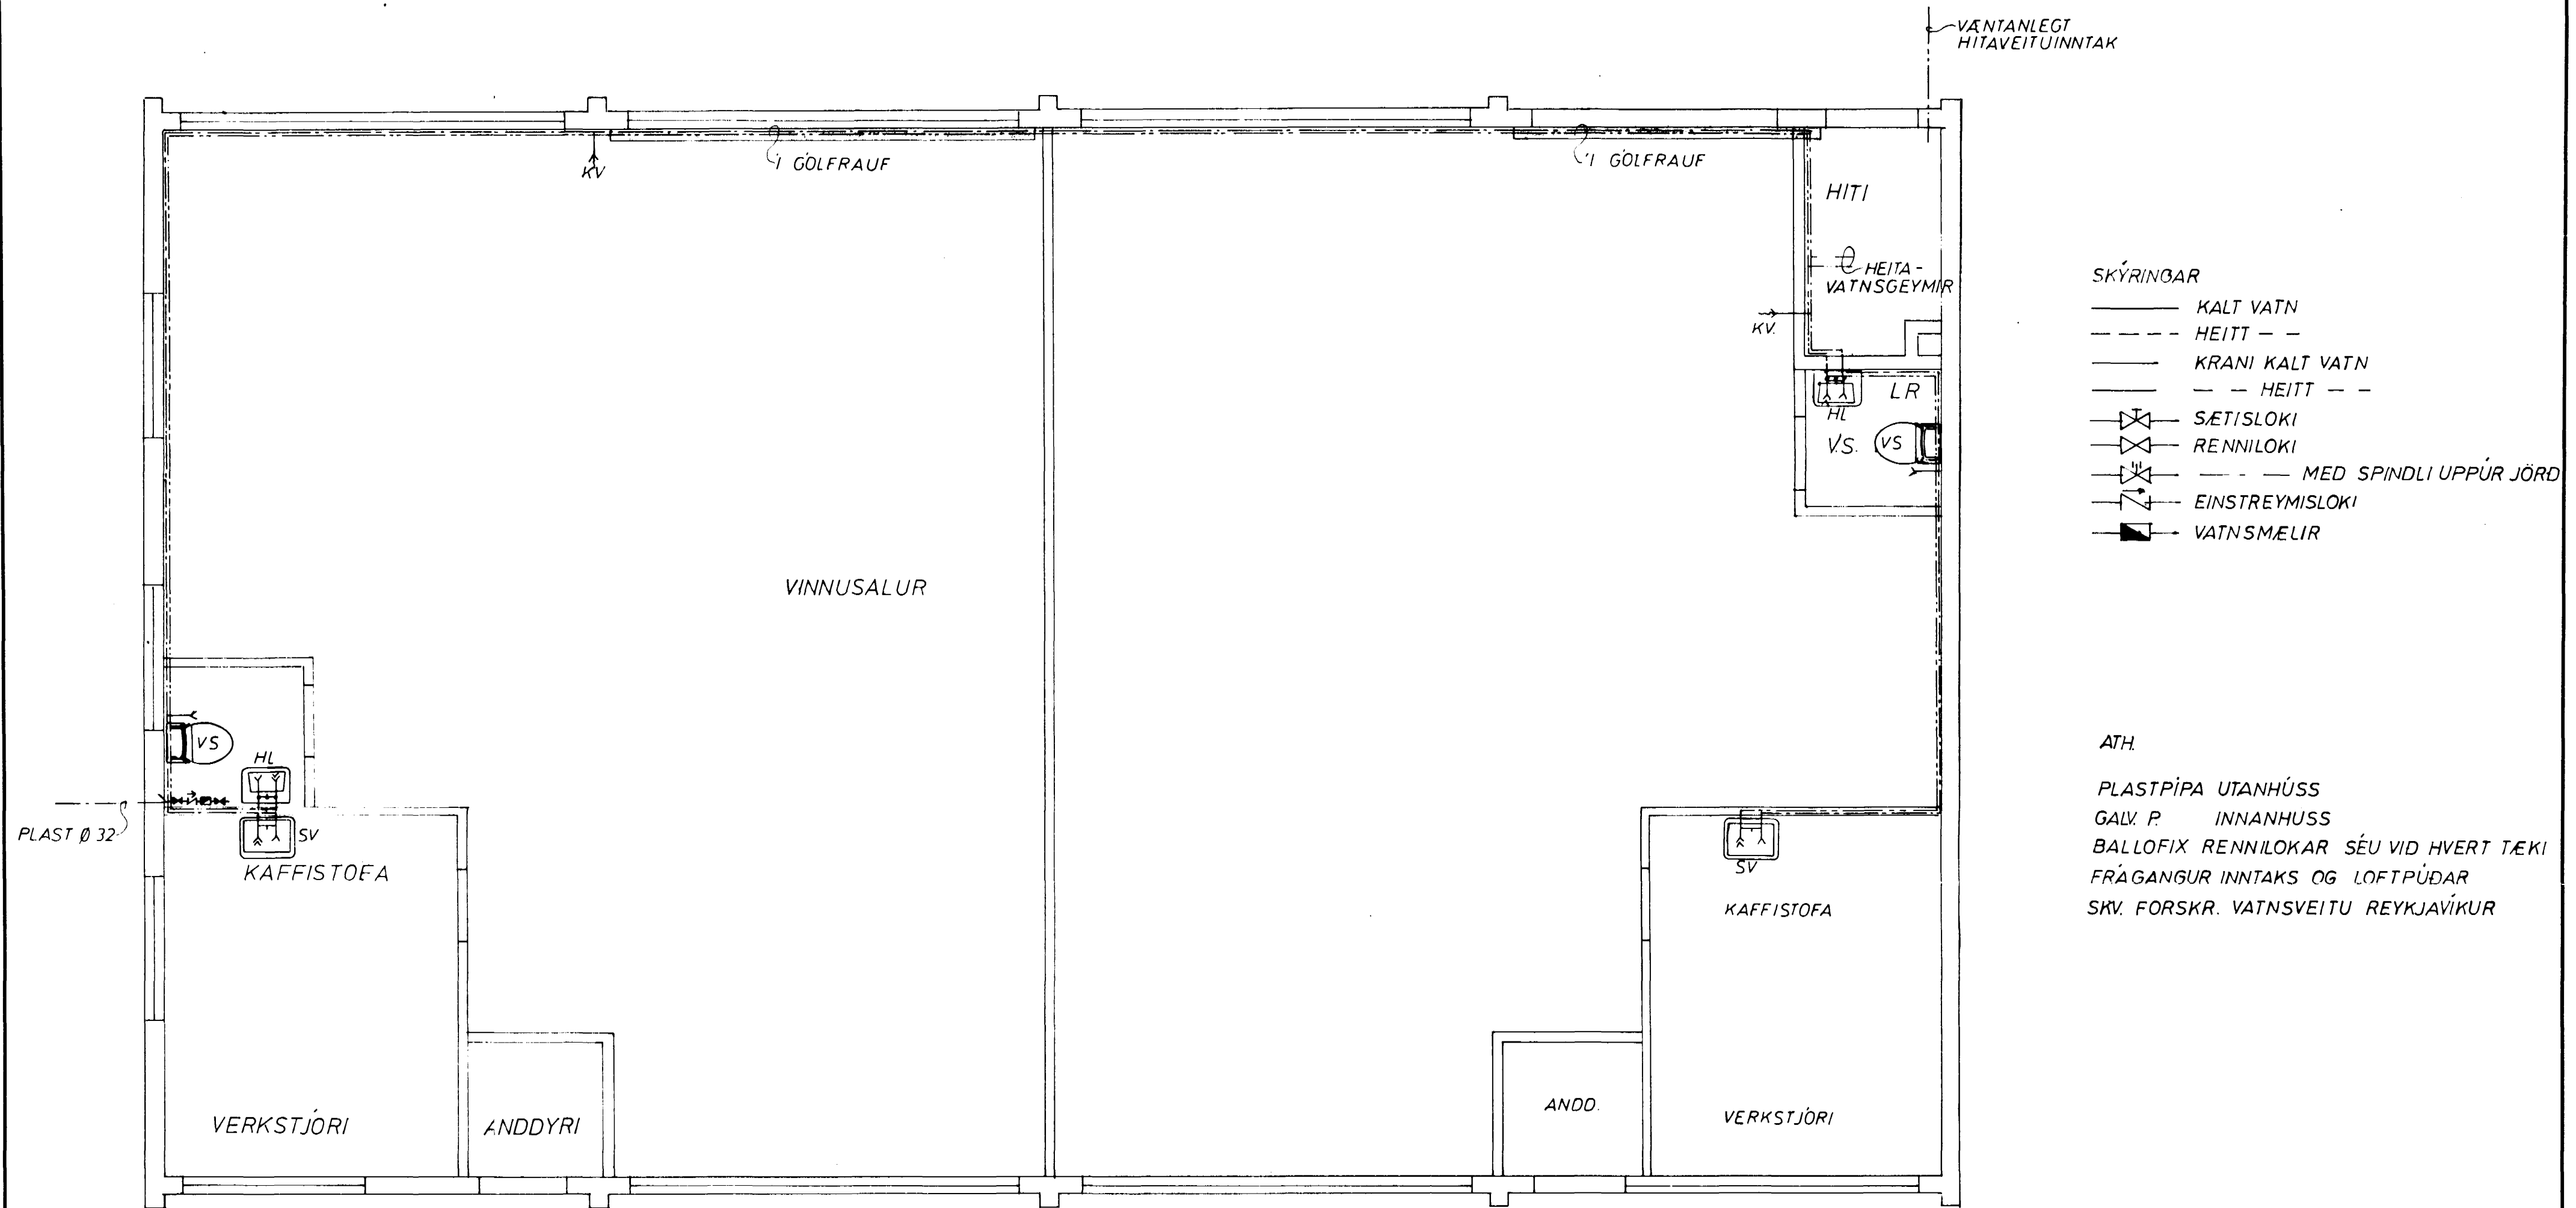 VÆNTANLEGT
HITAVEITUINNTAK
KV
Í GÓLFRAUF
Í GÓLFRAUF
HITI
HEITA-
VATNSGEYMIR
KV.
HL
LR
V.S.
VS
VINNUSALUR
VS
HL
PLAST Ø 32
SV
KAFFISTOFA
SV
KAFFISTOFA
VERKSTJÓRI
ANDDYRI
ANDD.
VERKSTJÓRI
SKÝRINGAR
KALT VATN
HEITT — —
KRANI KALT VATN
— — HEITT — —
SÆTISLOKI
RENNILOKI
— - — MED SPINDLI UPPÚR JÖRÐ
EINSTREYMISLOKI
VATNSMÆLIR
ATH.
PLASTPÍPA UTANHÚSS
GALV. P. INNANHUSS
BALLOFIX RENNILOKAR SÉU VID HVERT TÆKI
FRÁGANGUR INNTAKS OG LOFTPÚÐAR
SKV. FORSKR. VATNSVEITU REYKJAVÍKUR